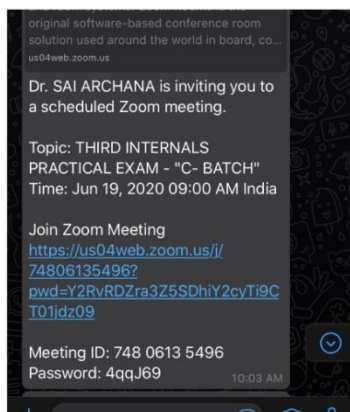 original software-based conference room
solution used around the world in board, co...
us04web.zoom.us
Dr. SAI ARCHANA is inviting you to
a scheduled Zoom meeting.
Topic: THIRD INTERNALS
PRACTICAL EXAM - "C- BATCH"
Time: Jun 19, 2020 09:00 AM India
Join Zoom Meeting
https://us04web.zoom.us/j/
74806135496?
pwd=Y2RvRDZra3Z5SDhiY2cyTi9C
T01jdz09
Meeting ID: 748 0613 5496
Password: 4qqJ69
10:03 AM